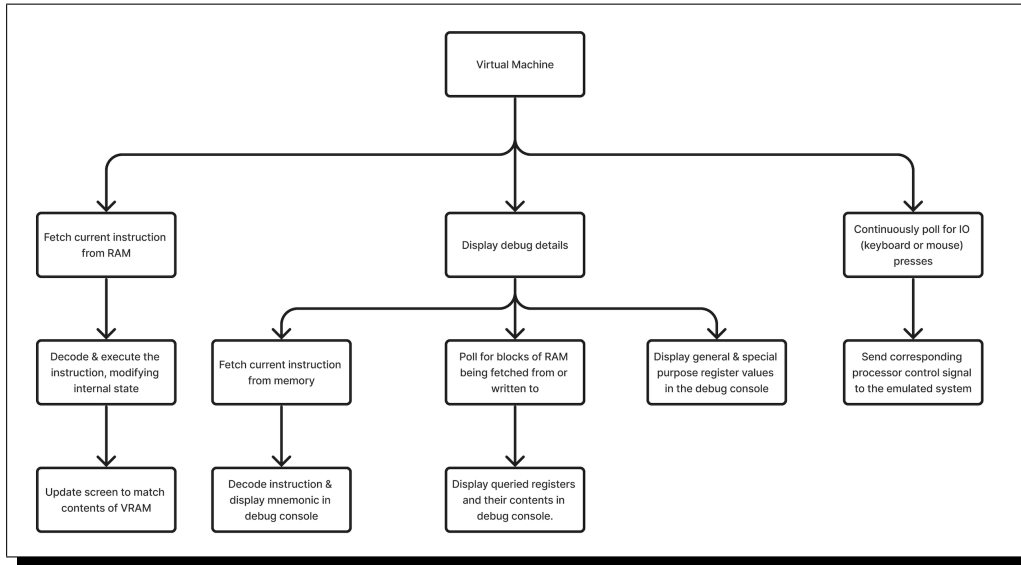 Virtual Machine
Fetch current instruction
from RAM
Display debug details
Continuously poll for IO
(keyboard or mouse)
presses
Decode & execute the
instruction, modifying
internal state
Fetch current instruction
from memory
Poll for blocks of RAM
being fetched from or
written to
Display general & special
purpose register values
in the debug console
Send corresponding
processor control signal
to the emulated system
Update screen to match
contents of VRAM
Decode instruction &
display mnemonic in
debug console
Display queried registers
and their contents in
debug console.